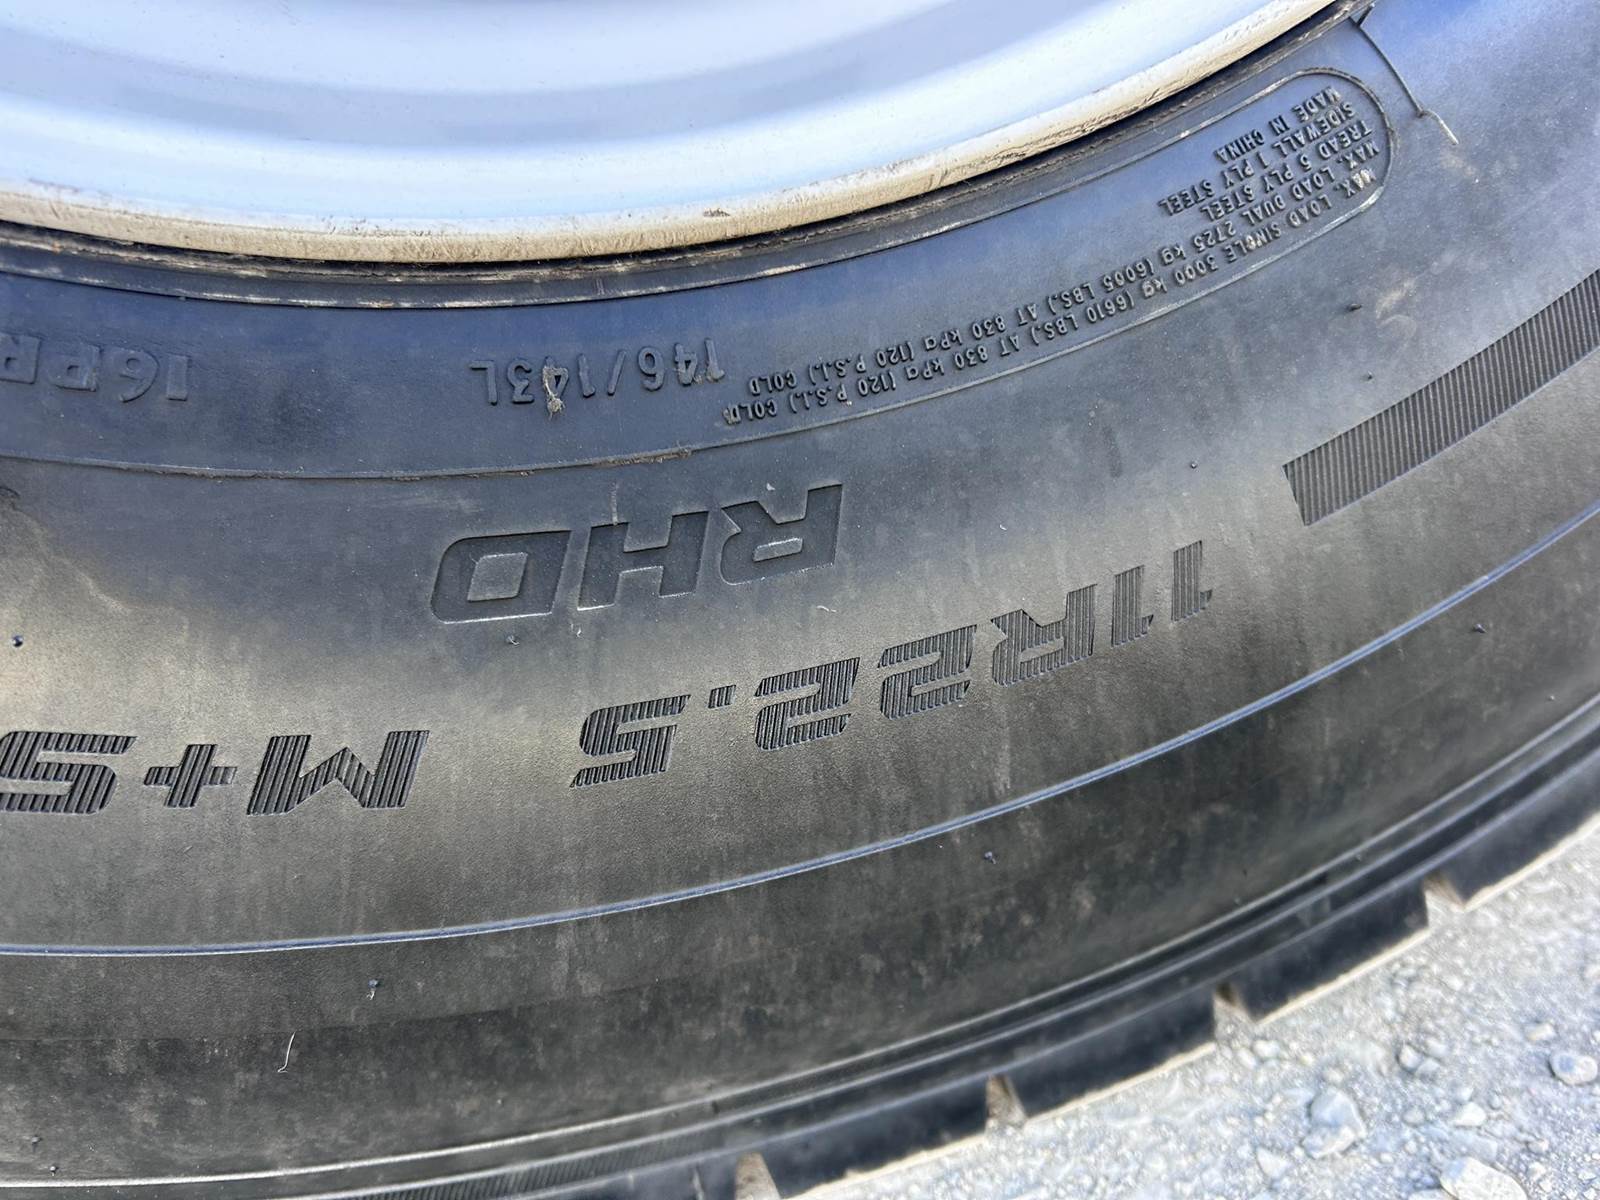 MAX. LOAD SINGLE 3000 kg (6610 LBS.) AT 830 kPa (120 P.S.I.) COLD
MAX. LOAD DUAL 2725 kg (6005 LBS.) AT 830 kPa (120 P.S.I.) COLD
TREAD 5 PLY STEEL
SIDEWALL 1 PLY STEEL
MADE IN CHINA
146/143L
16PR
RHD
11R22.5
M+S